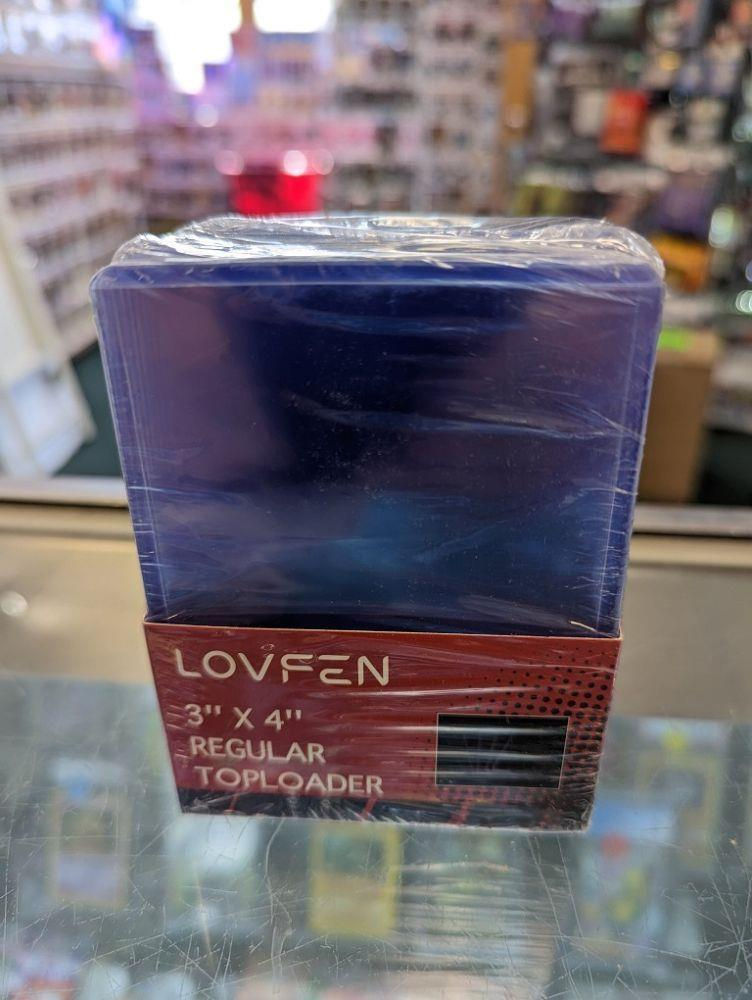 LOVFEN
3" X 4"
REGULAR
TOPLOADER